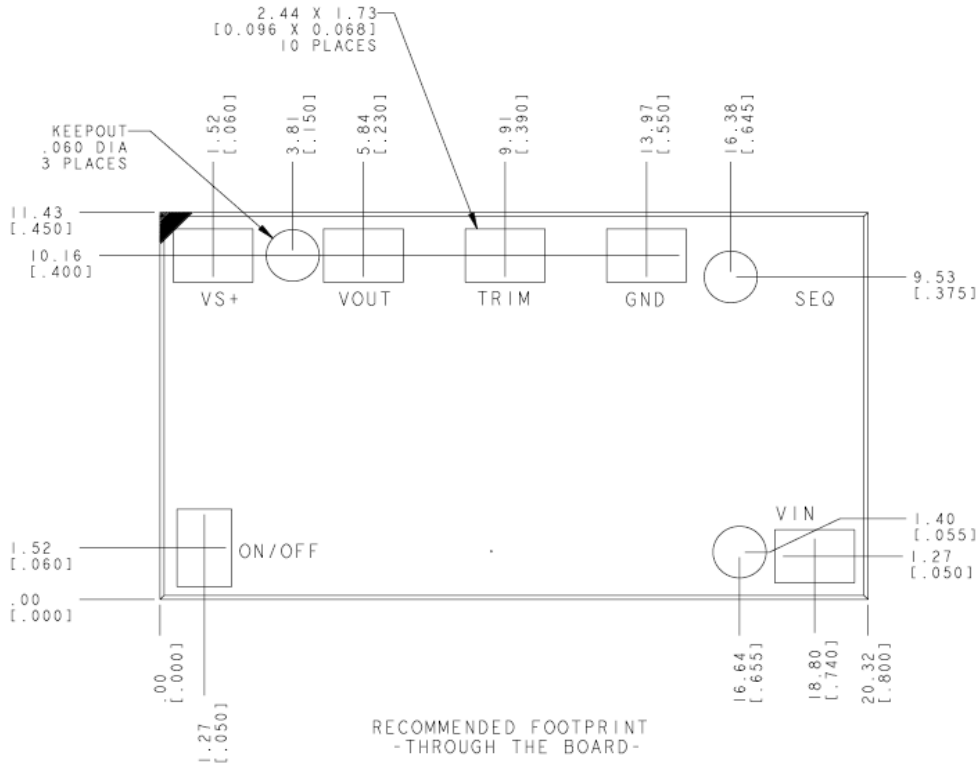 2.44 X 1.73
[0.096 X 0.068]
10 PLACES
KEEPOUT
.060 DIA
3 PLACES
1.52
[.060]
3.81
[.150]
5.84
[.230]
9.91
[.390]
13.97
[.550]
16.38
[.645]
11.43
[.450]
10.16
[.400]
9.53
[.375]
VS+
VOUT
TRIM
GND
SEQ
VIN
1.40
[.055]
1.52
[.060]
ON/OFF
1.27
[.050]
.00
[.000]
.00
[.000]
1.27
[.050]
16.64
[.655]
18.80
[.740]
20.32
[.800]
RECOMMENDED FOOTPRINT
-THROUGH THE BOARD-